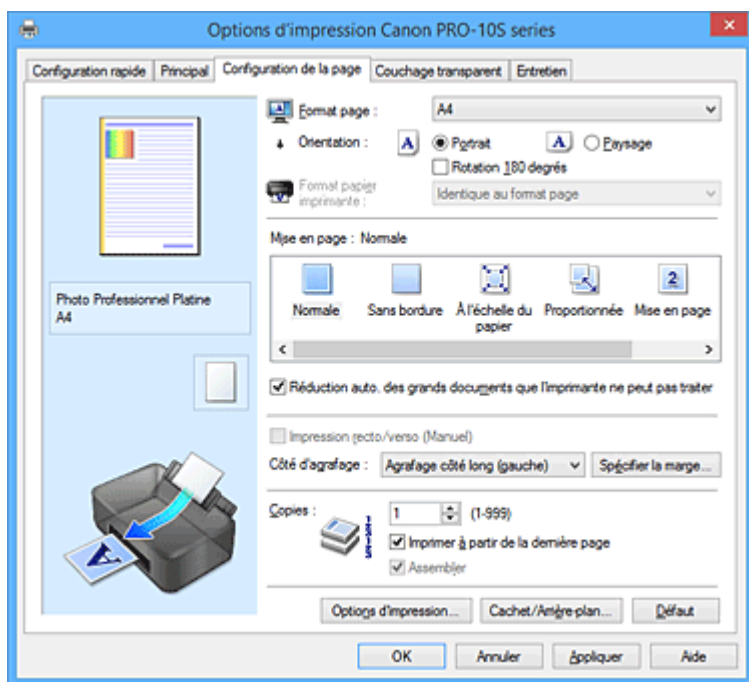 Options d'impression Canon PRO-10S series
Configuration rapide Principal Configuration de la page Couchage transparent Entretien
Format page : A4
Orientation : A Portrait A Paysage
Rotation 180 degrés
Format papier
imprimante : Identique au format page
Mise en page : Normale
Normale Sans bordure À l'échelle du
papier Proportionnée 2 Mise en page
Photo Professionnel Platine
A4
Réduction auto. des grands documents que l'imprimante ne peut pas traiter
Impression recto/verso (Manuel)
Côté d'agrafage : Agrafage côté long (gauche) Spécifier la marge...
Copies : 1 (1-999)
Imprimer à partir de la dernière page
Assembler
A
Options d'impression... Cachet/Arrière-plan... Défaut
OK Annuler Appliquer Aide